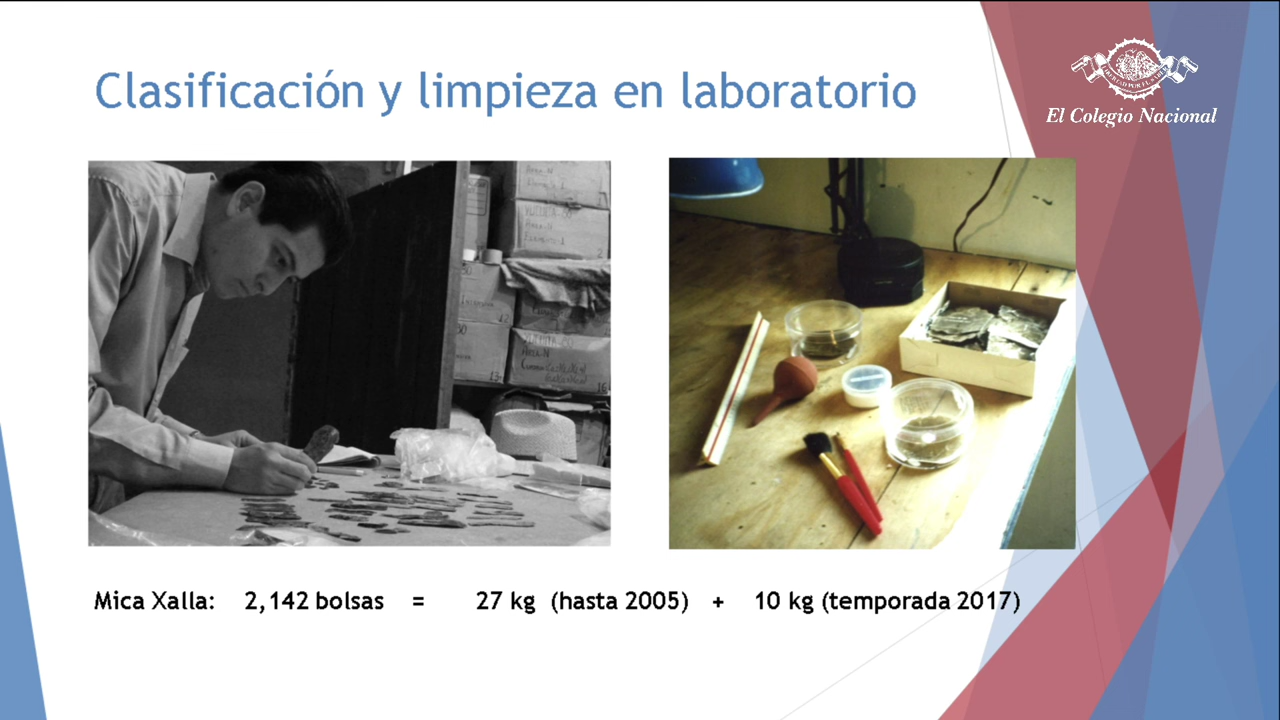 Clasificación y limpieza en laboratorio
El Colegio Nacional
Mica Xalla: 2,142 bolsas = 27 kg (hasta 2005) + 10 kg (temporada 2017)